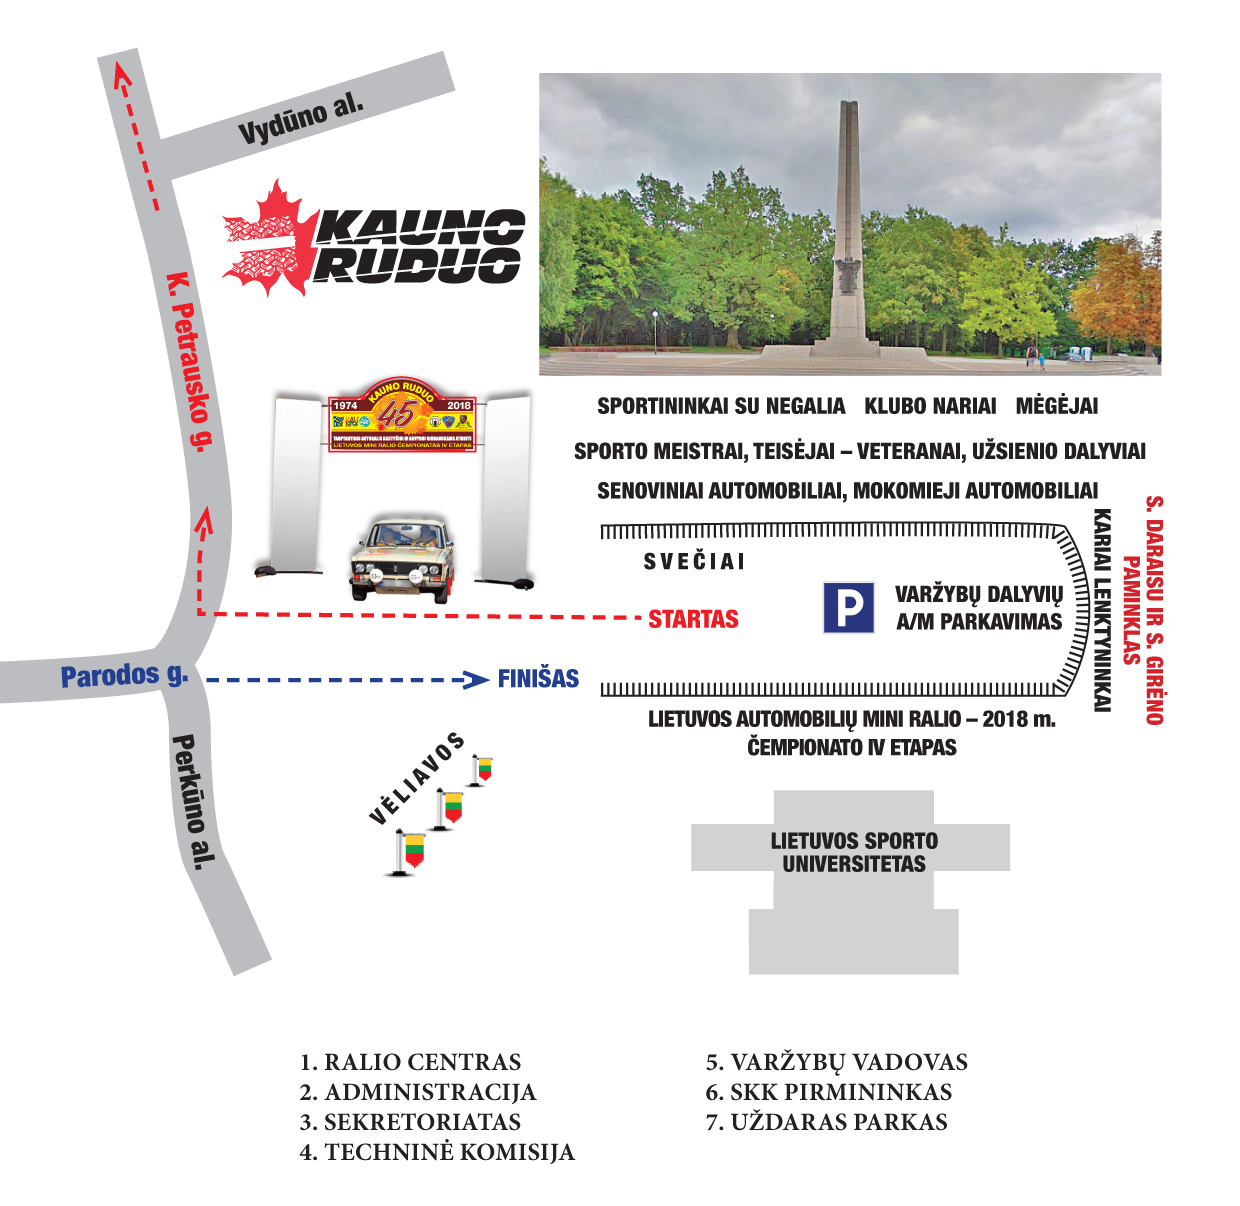 Vydūno al.
KAUNO
RUDUO
K. Petrausko g.
KAUNO RUDUO
1974
2018
45
LIETUVOS MINI RALIO ČEMPIONATAS IV ETAPAS
SPORTININKAI SU NEGALIA KLUBO NARIAI MĖGĖJAI
SPORTO MEISTRAI, TEISĖJAI – VETERANAI, UŽSIENIO DALYVIAI
SENOVINIAI AUTOMOBILIAI, MOKOMIEJI AUTOMOBILIAI
SVEČIAI
P
VARŽYBŲ DALYVIŲ
A/M PARKAVIMAS
KARIAI LENKTYNINKAI
S. DARAISU IR S. GIRĖNO
PAMINKLAS
STARTAS
Parodos g.
FINIŠAS
LIETUVOS AUTOMOBILIŲ MINI RALIO – 2018 m.
ČEMPIONATO IV ETAPAS
Perkūno al.
VĖLIAVOS
LIETUVOS SPORTO
UNIVERSITETAS
1. RALIO CENTRAS
2. ADMINISTRACIJA
3. SEKRETORIATAS
4. TECHNINĖ KOMISIJA
5. VARŽYBŲ VADOVAS
6. SKK PIRMININKAS
7. UŽDARAS PARKAS